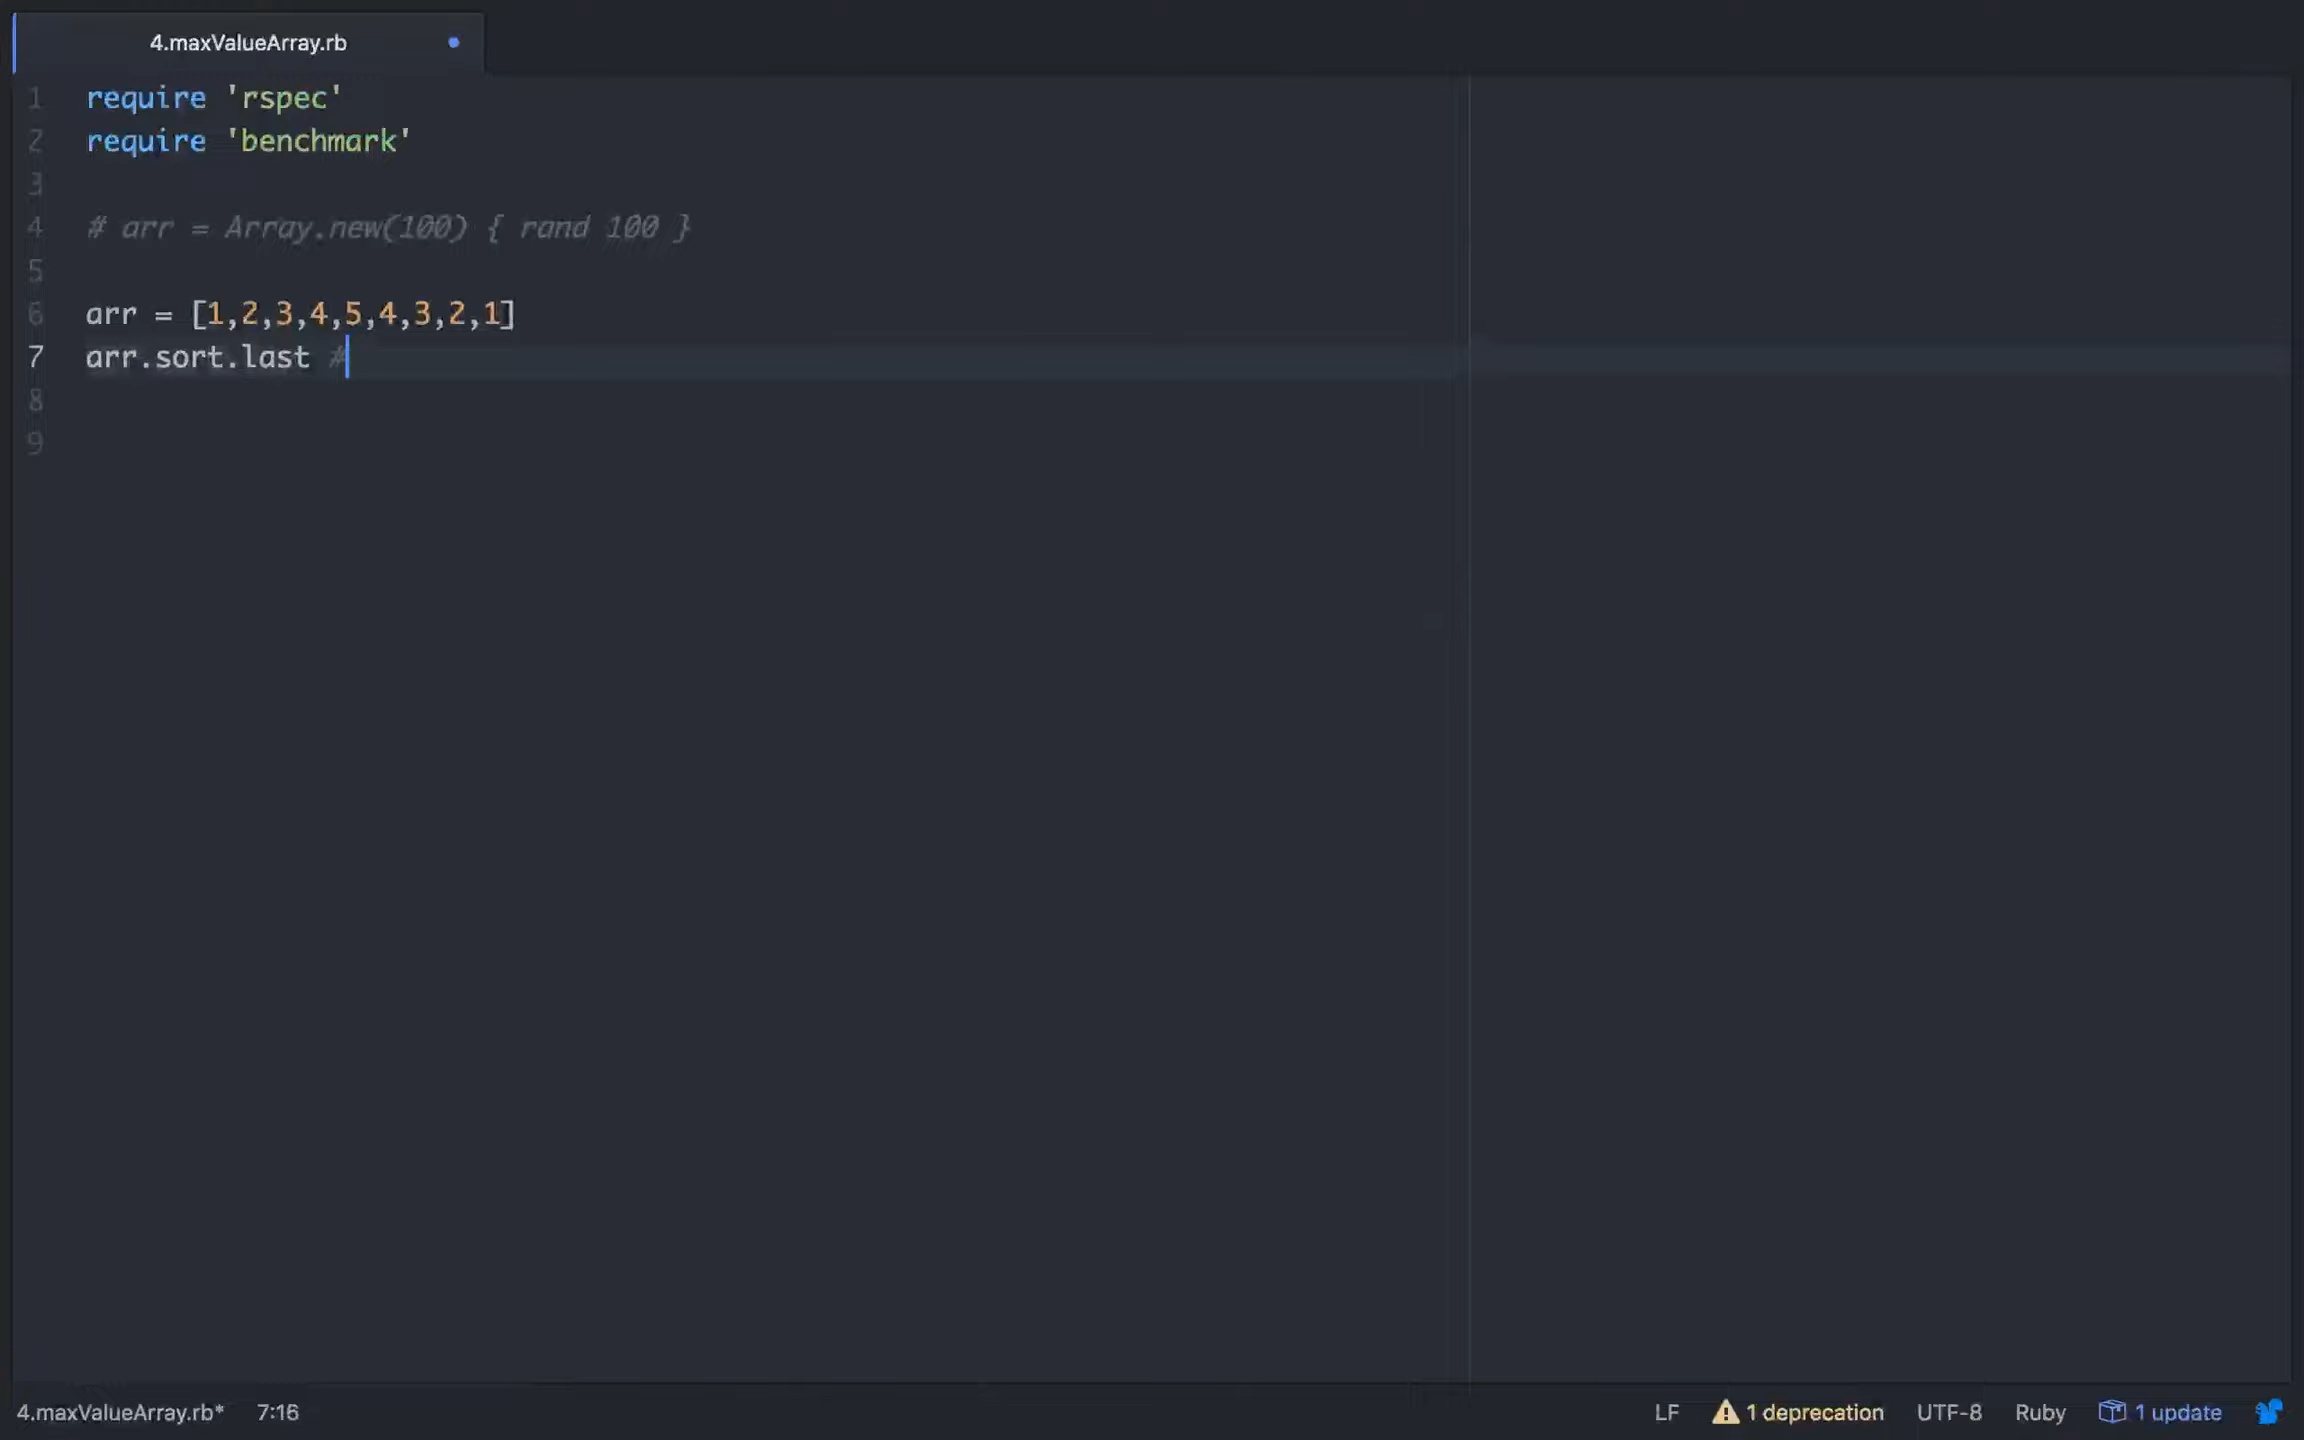 4.maxValueArray.rb
1 require 'rspec'
2 require 'benchmark'
3
4 # arr = Array.new(100) { rand 100 }
5
6 arr = [1,2,3,4,5,4,3,2,1]
7 arr.sort.last #
8
9
4.maxValueArray.rb* 7:16 LF 1 deprecation UTF-8 Ruby 1 update